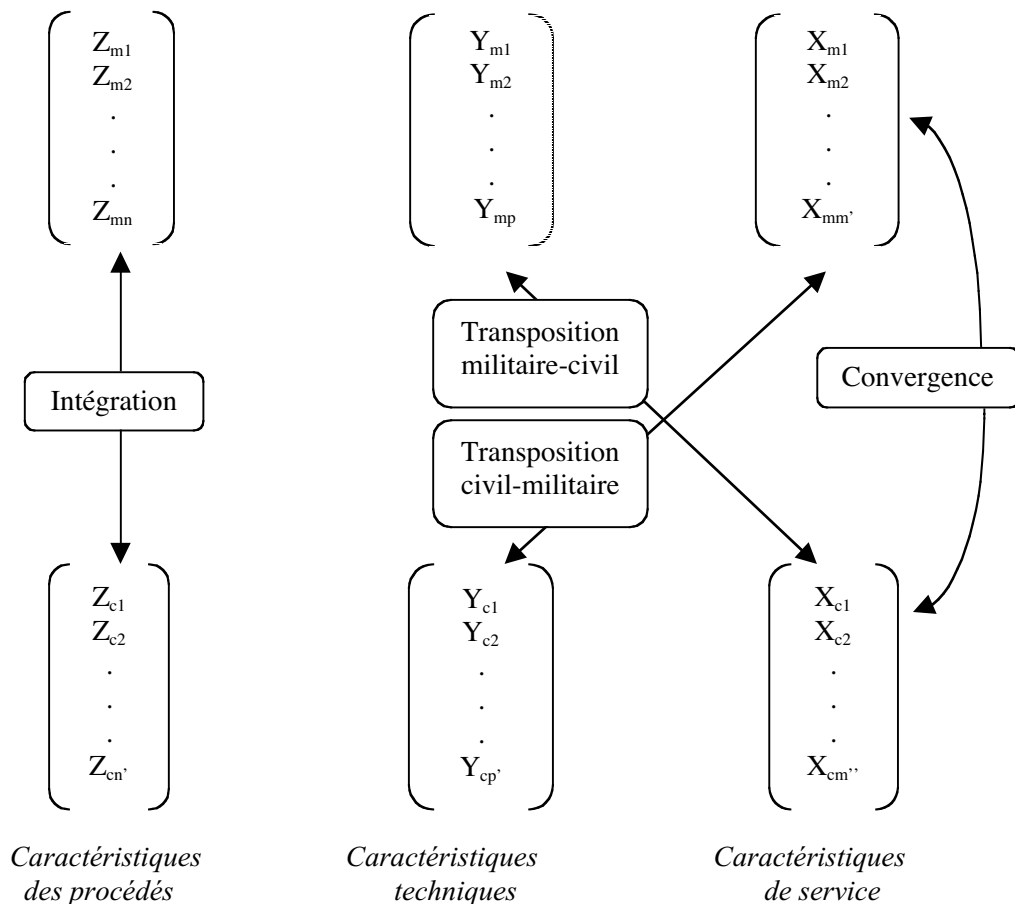 Z_m1
Z_m2
.
.
.
Z_mn
Y_m1
Y_m2
.
.
.
Y_mp
X_m1
X_m2
.
.
.
X_mm'
Intégration
Transposition
militaire-civil
Transposition
civil-militaire
Convergence
Z_c1
Z_c2
.
.
.
Z_cn'
Y_c1
Y_c2
.
.
.
Y_cp'
X_c1
X_c2
.
.
.
X_cm''
Caractéristiques
des procédés
Caractéristiques
techniques
Caractéristiques
de service